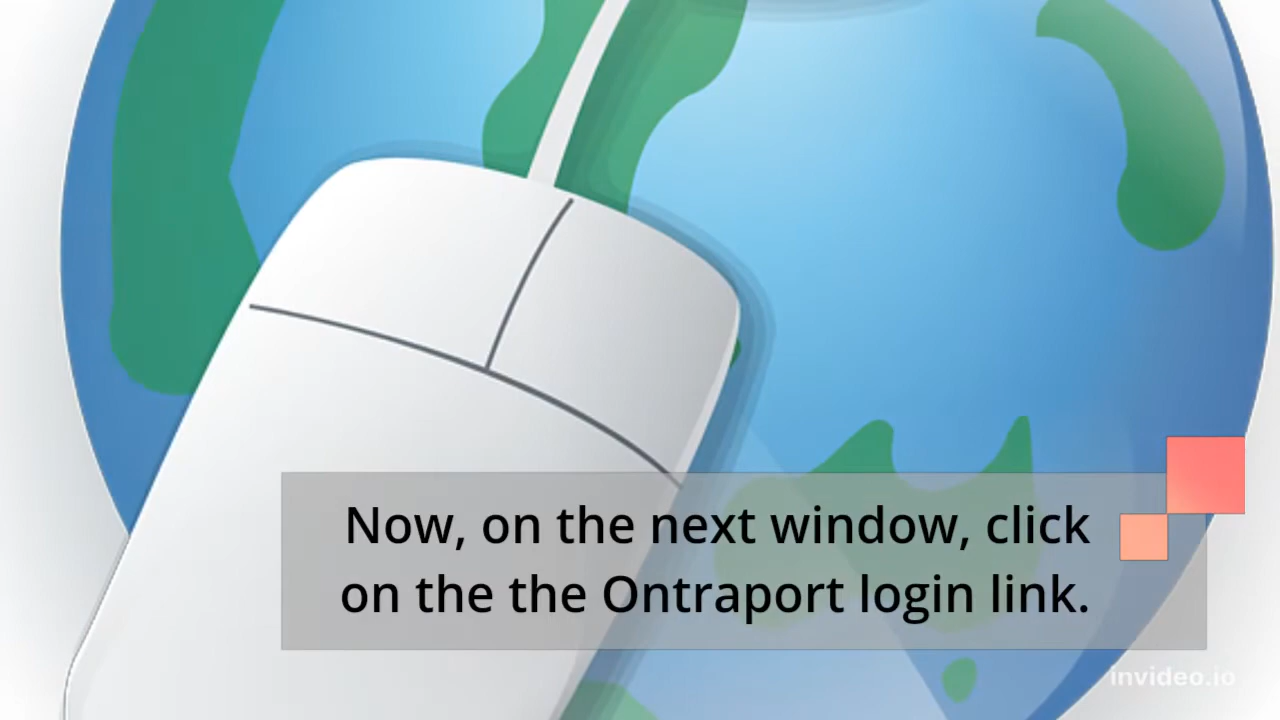 Now, on the next window, click
on the the Ontraport login link.
invideo.io